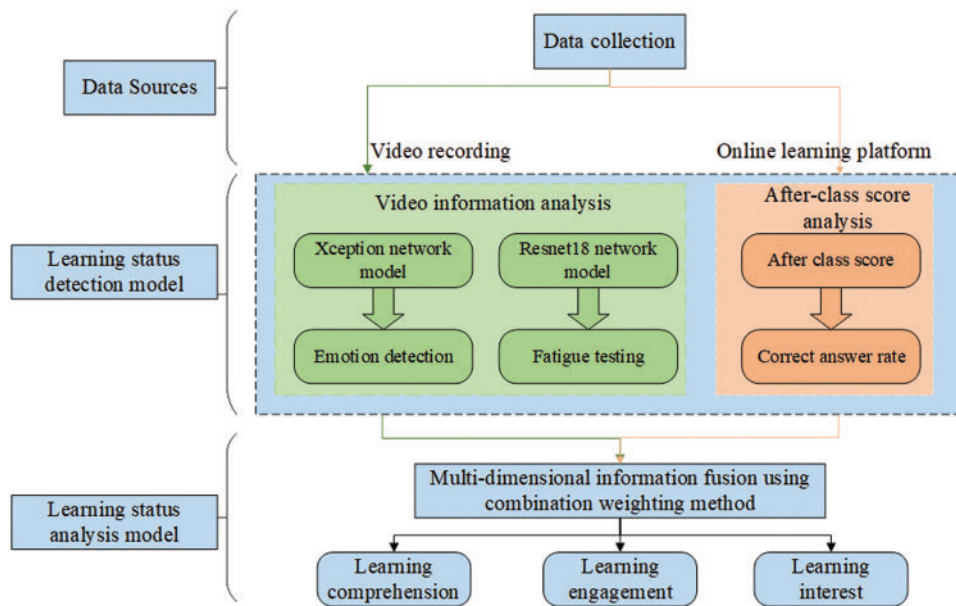 Data collection
Data Sources
Video recording
Online learning platform
Video information analysis
After-class score
analysis
Xception network
model
Resnet18 network
model
After class score
Learning status
detection model
Emotion detection
Fatigue testing
Correct answer rate
Multi-dimensional information fusion using
combination weighting method
Learning status
analysis model
Learning
comprehension
Learning
engagement
Learning
interest